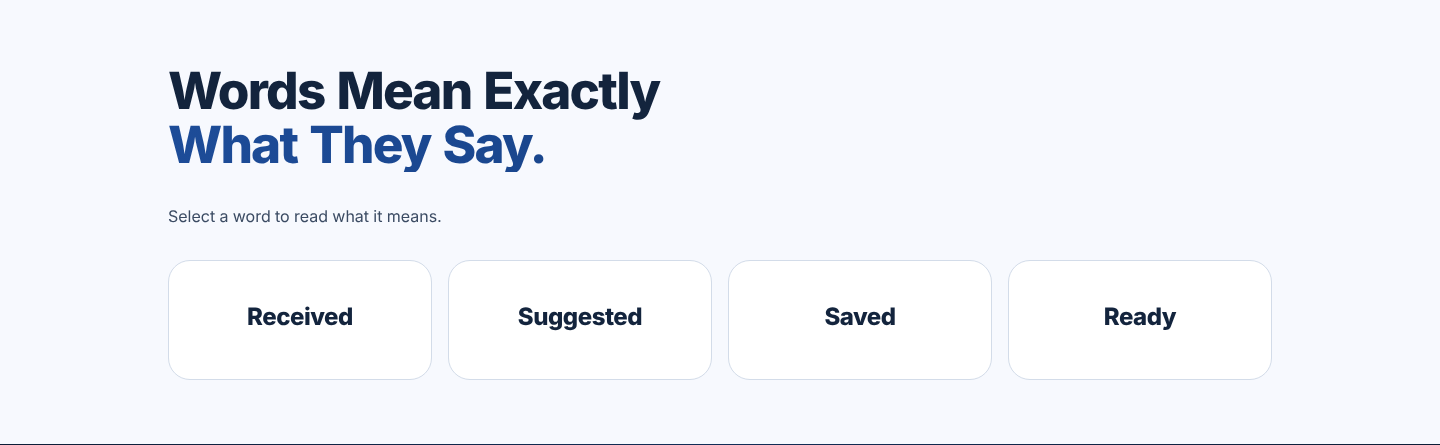 Words Mean Exactly
What They Say.
Select a word to read what it means.
Received
Suggested
Saved
Ready